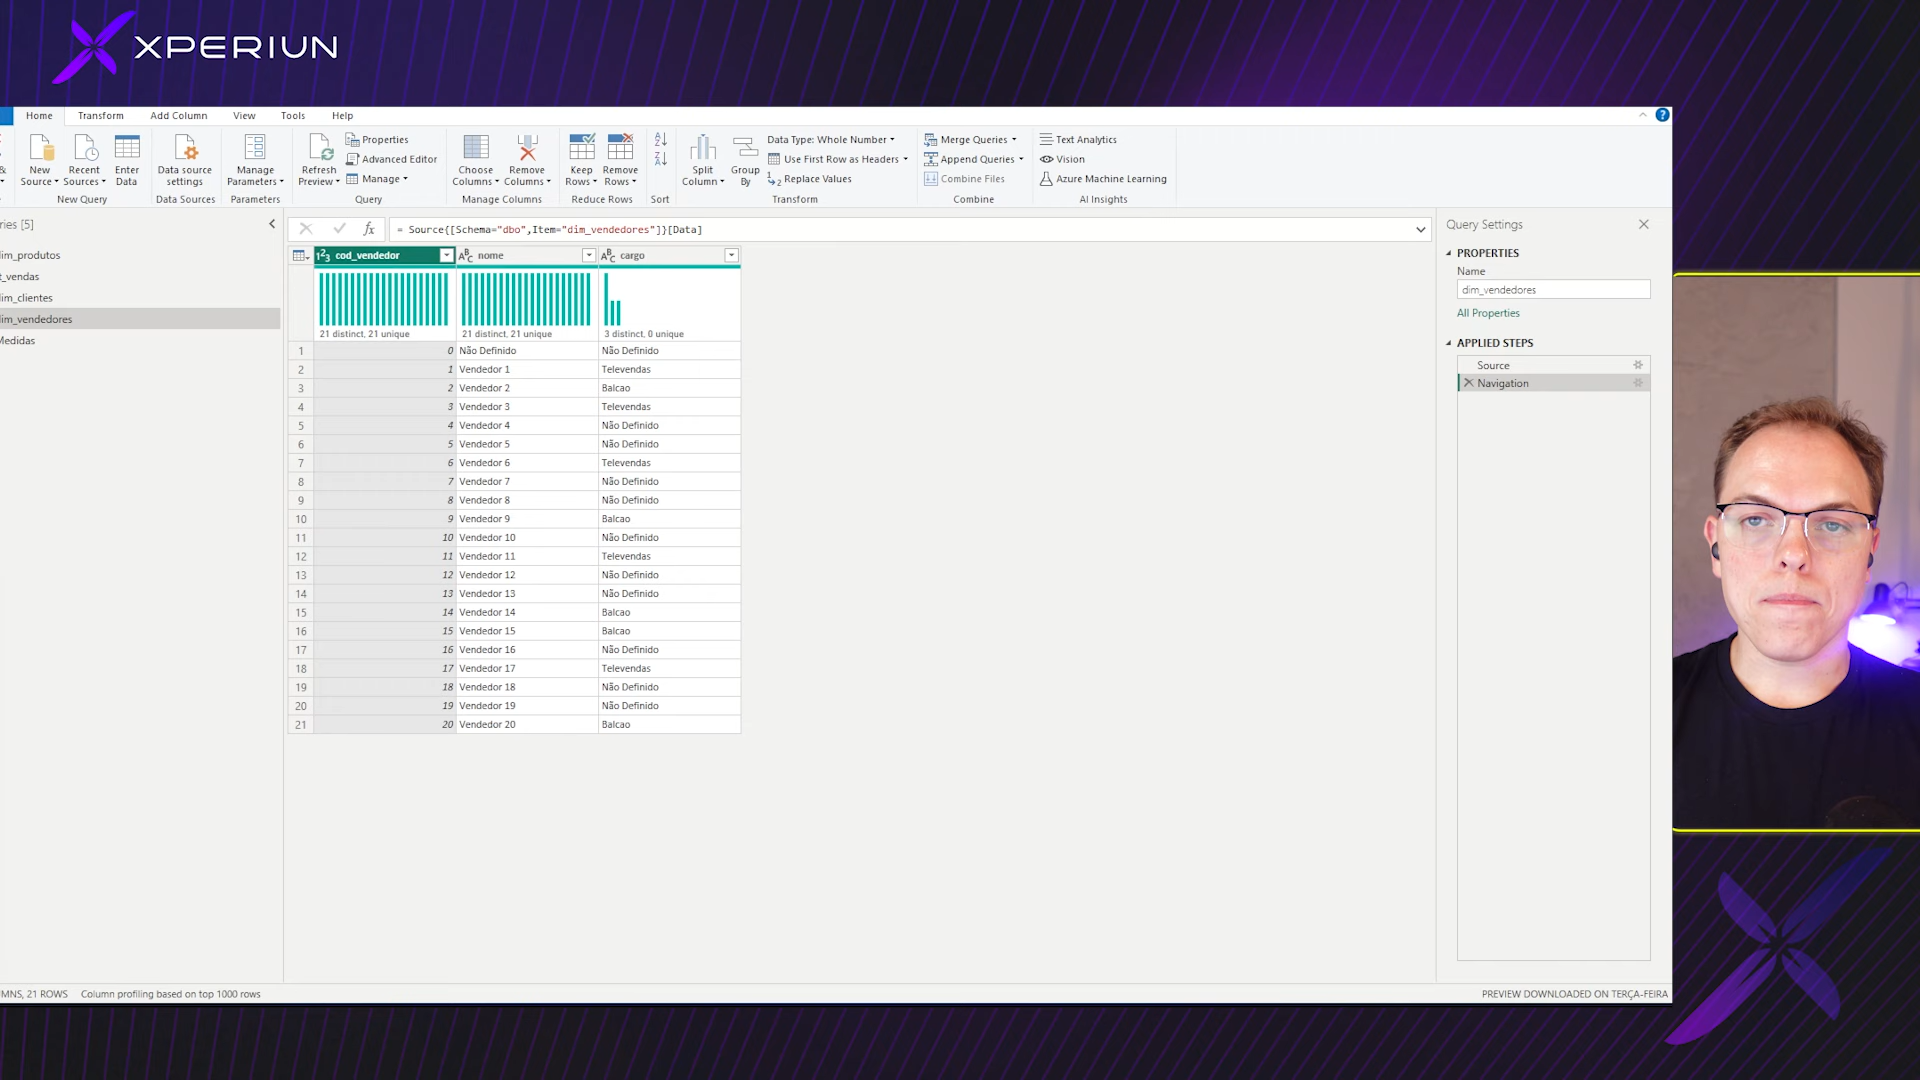 XPERIUN
Home Transform Add Column View Tools Help
New Source Recent Sources Enter Data
New Query
Data source settings
Data Sources
Manage Parameters
Parameters
Refresh Preview
Properties
Advanced Editor
Manage
Query
Choose Columns Remove Columns
Manage Columns
Keep Rows Remove Rows
Reduce Rows
Sort
Split Column Group By
Data Type: Whole Number
Use First Row as Headers
Replace Values
Transform
Merge Queries
Append Queries
Combine Files
Combine
Text Analytics
Vision
Azure Machine Learning
AI Insights
ries [5]
lim_produtos
t_vendas
lim_clientes
lim_vendedores
Medidas
fx = Source{[Schema="dbo",Item="dim_vendedores"]}[Data]
cod_vendedor nome cargo
21 distinct, 21 unique 21 distinct, 21 unique 3 distinct, 0 unique
1 0 Não Definido Não Definido
2 1 Vendedor 1 Televendas
3 2 Vendedor 2 Balcao
4 3 Vendedor 3 Televendas
5 4 Vendedor 4 Não Definido
6 5 Vendedor 5 Não Definido
7 6 Vendedor 6 Televendas
8 7 Vendedor 7 Não Definido
9 8 Vendedor 8 Não Definido
10 9 Vendedor 9 Balcao
11 10 Vendedor 10 Não Definido
12 11 Vendedor 11 Televendas
13 12 Vendedor 12 Não Definido
14 13 Vendedor 13 Não Definido
15 14 Vendedor 14 Balcao
16 15 Vendedor 15 Balcao
17 16 Vendedor 16 Não Definido
18 17 Vendedor 17 Televendas
19 18 Vendedor 18 Não Definido
20 19 Vendedor 19 Não Definido
21 20 Vendedor 20 Balcao
Query Settings
PROPERTIES
Name
dim_vendedores
All Properties
APPLIED STEPS
Source
Navigation
MNS, 21 ROWS Column profiling based on top 1000 rows
PREVIEW DOWNLOADED ON TERÇA-FEIRA